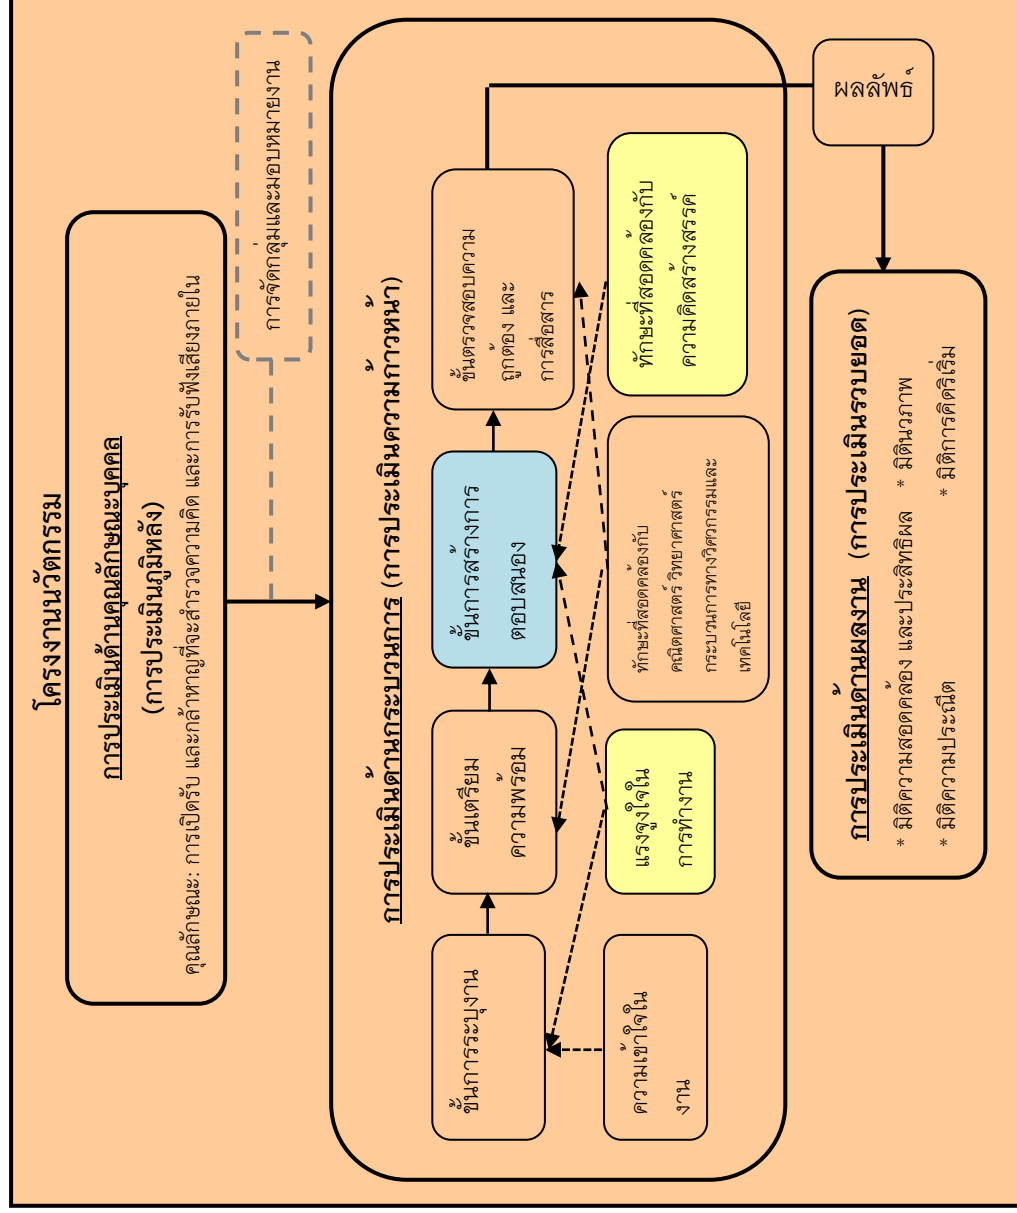 โครงงานนวัตกรรม
การประเมินด้านคุณลักษณะบุคคล
(การประเมินภูมิหลัง)
คุณลักษณะ: การเปิดรับ และกล้าหาญที่จะสำรวจความคิด และการรับฟังเสียงภายใน
การจัดกลุ่มและมอบหมายงาน
การประเมินด้านกระบวนการ (การประเมินความก้าวหน้า)
ขั้นการระบุงาน
ขั้นเตรียม
ความพร้อม
ขั้นการสร้างการ
ตอบสนอง
ขั้นตรวจสอบความ
ถูกต้อง และ
การสื่อสาร
ความเข้าใจใน
งาน
แรงจูงใจใน
การทำงาน
ทักษะที่สอดคล้องกับ
คณิตศาสตร์ วิทยาศาสตร์
กระบวนการทางวิศวกรรมและ
เทคโนโลยี
ทักษะที่สอดคล้องกับ
ความคิดสร้างสรรค์
ผลลัพธ์
การประเมินด้านผลงาน (การประเมินรวบยอด)
* มิติความสอดคล้อง และประสิทธิผล * มิตินวภาพ
* มิติความประณีต * มิติการคิดริเริ่ม